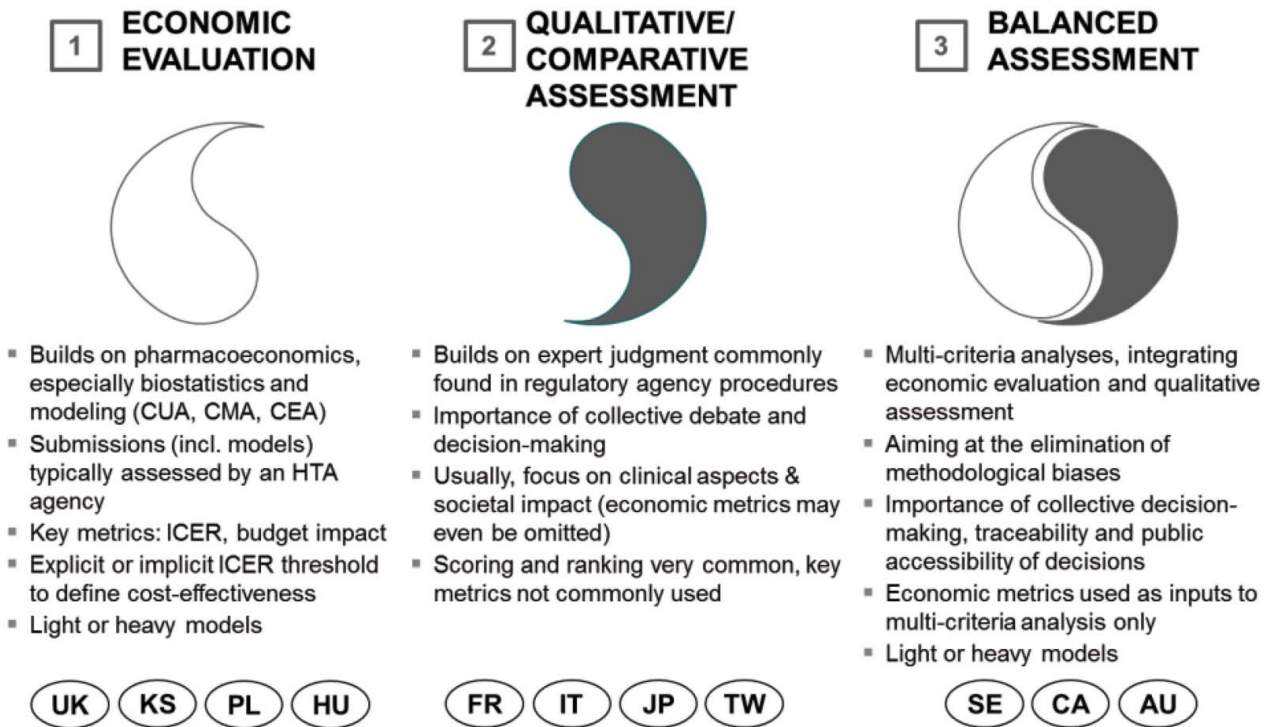 1
ECONOMIC
EVALUATION
▪ Builds on pharmacoeconomics,
especially biostatistics and
modeling (CUA, CMA, CEA)
▪ Submissions (incl. models)
typically assessed by an HTA
agency
▪ Key metrics: ICER, budget impact
▪ Explicit or implicit ICER threshold
to define cost-effectiveness
▪ Light or heavy models
UK KS PL HU
2
QUALITATIVE/
COMPARATIVE
ASSESSMENT
▪ Builds on expert judgment commonly
found in regulatory agency procedures
▪ Importance of collective debate and
decision-making
▪ Usually, focus on clinical aspects &
societal impact (economic metrics may
even be omitted)
▪ Scoring and ranking very common, key
metrics not commonly used
FR IT JP TW
3
BALANCED
ASSESSMENT
▪ Multi-criteria analyses, integrating
economic evaluation and qualitative
assessment
▪ Aiming at the elimination of
methodological biases
▪ Importance of collective decision-
making, traceability and public
accessibility of decisions
▪ Economic metrics used as inputs to
multi-criteria analysis only
▪ Light or heavy models
SE CA AU